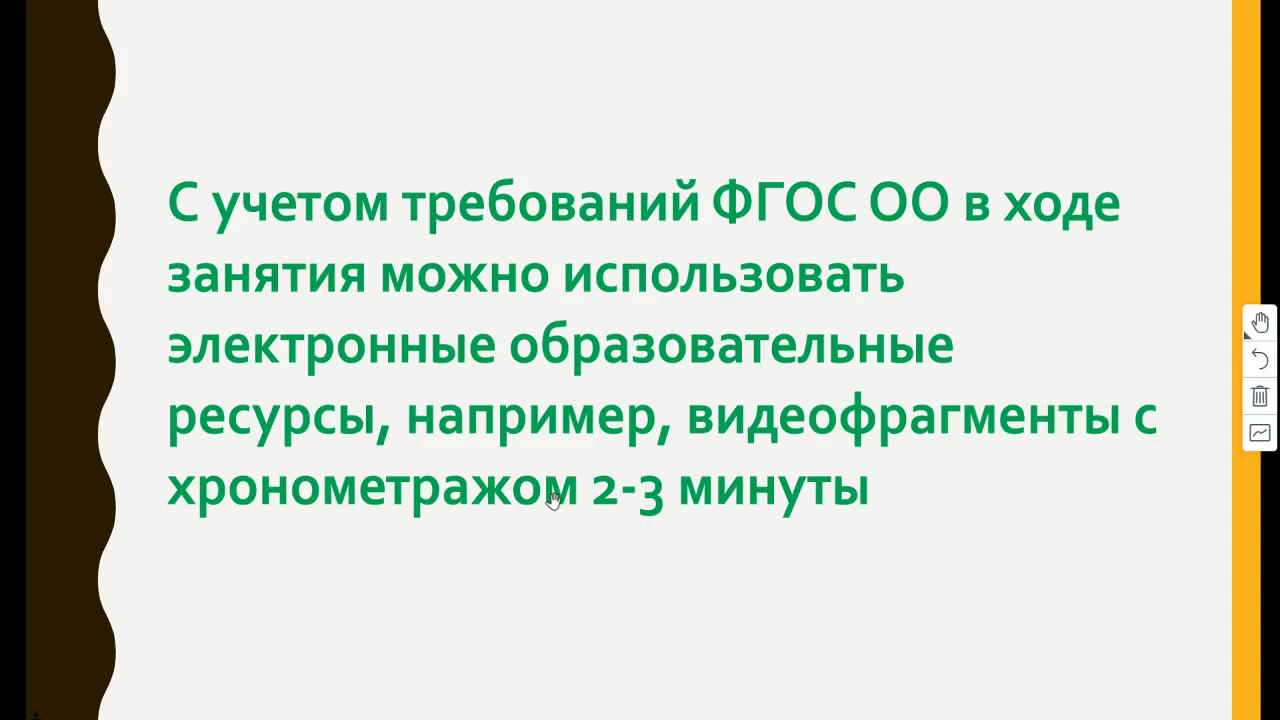 С учетом требований ФГОС ОО в ходе
занятия можно использовать
электронные образовательные
ресурсы, например, видеофрагменты с
хронометражом 2-3 минуты